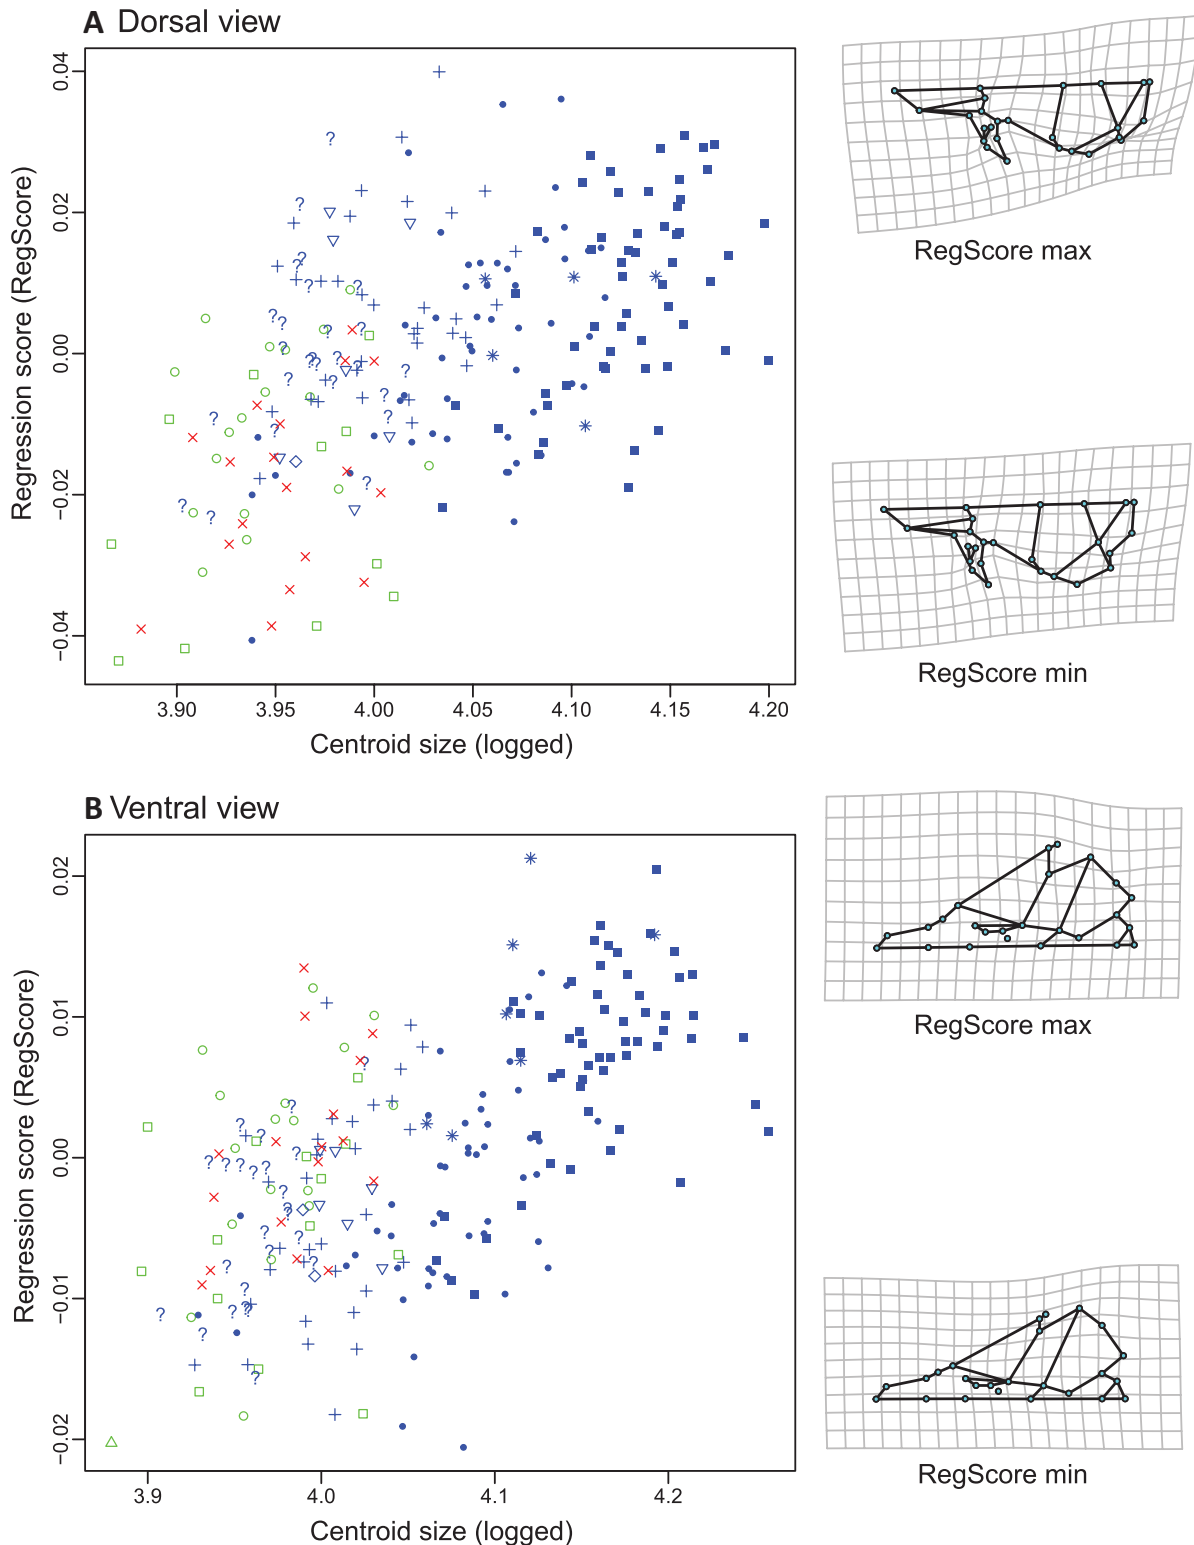 A Dorsal view
Regression score (RegScore)
0.04
0.02
0.00
−0.02
−0.04
3.90 3.95 4.00 4.05 4.10 4.15 4.20
Centroid size (logged)
RegScore max
RegScore min
B Ventral view
Regression score (RegScore)
0.02
0.01
0.00
−0.01
−0.02
3.9 4.0 4.1 4.2
Centroid size (logged)
RegScore max
RegScore min